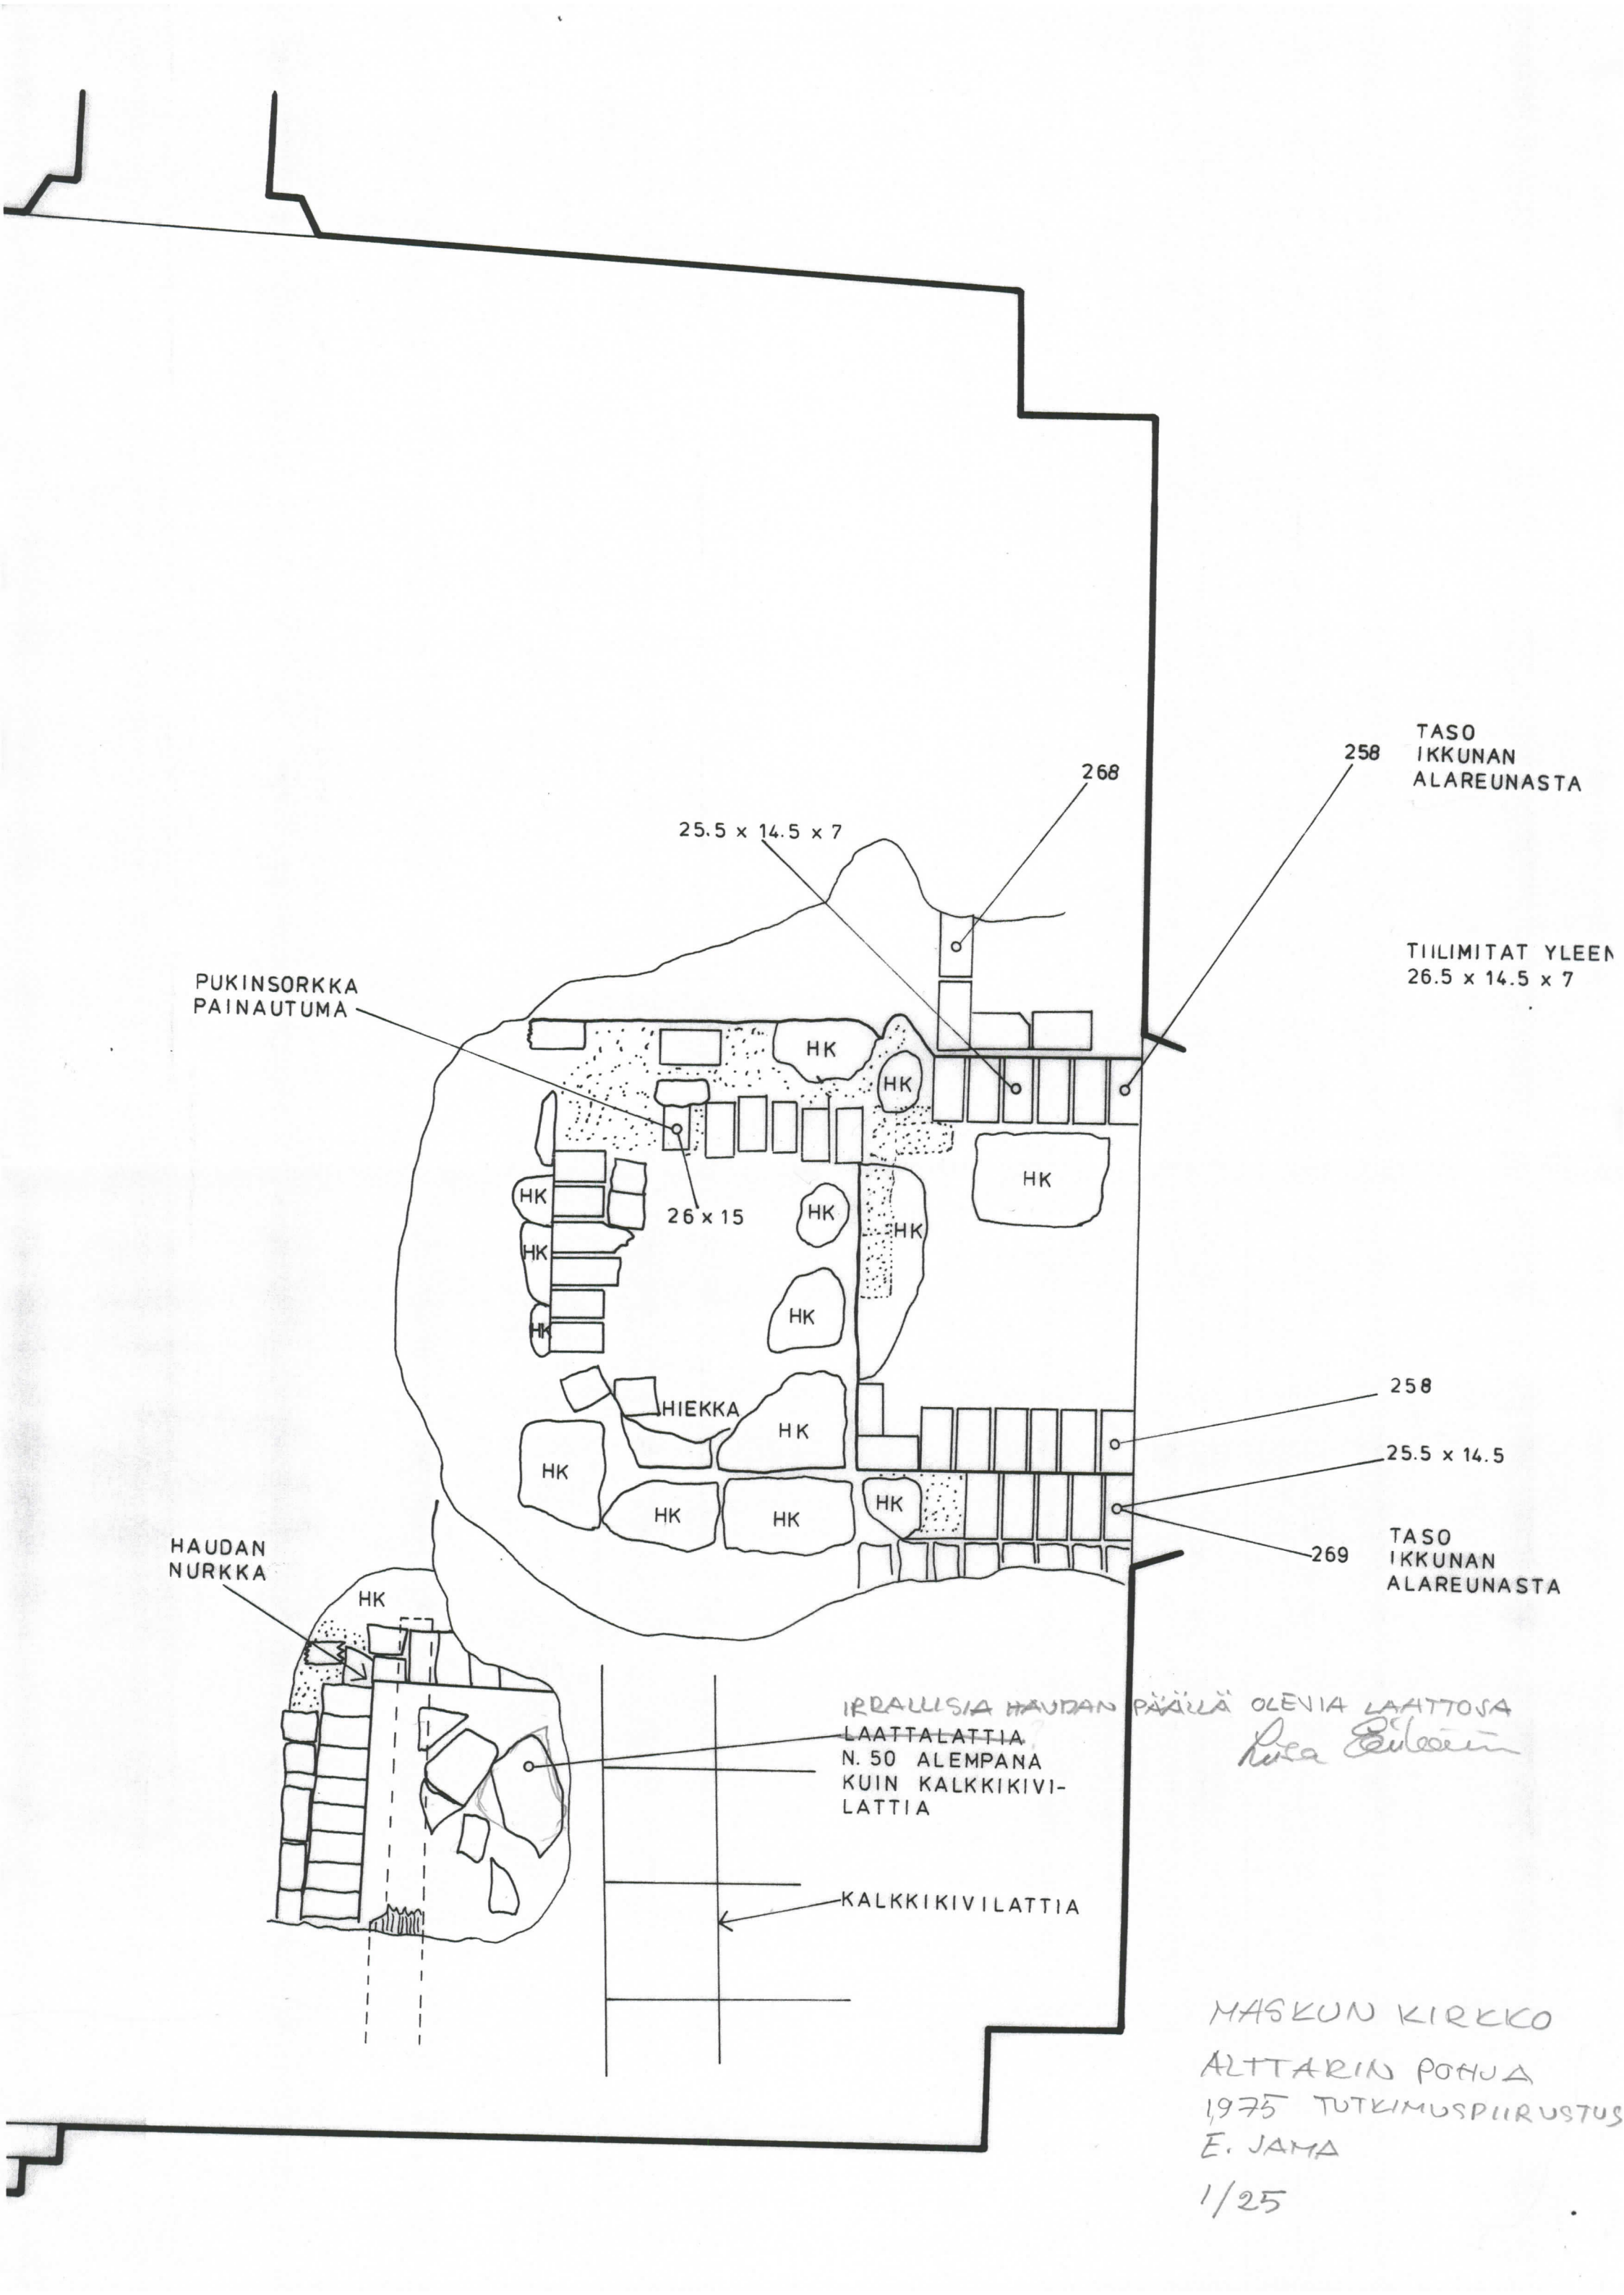 258
TASO
IKKUNAN
ALAREUNASTA
268
25.5 x 14.5 x 7
TIILIMITAT YLEEN
26.5 x 14.5 x 7
PUKINSORKKA
PAINAUTUMA
HK
HK
HK
HK
26 x 15
HK
HK
HK
HK
HK
258
HIEKKA
HK
25.5 x 14.5
HK
HK
HK
HK
269
TASO
IKKUNAN
ALAREUNASTA
HAUDAN
NURKKA
HK
IRRALLISIA HAUDAN PÄÄLLÄ OLEVIA LAATTOJA
LAATTALATTIA
N. 50 ALEMPANA
KUIN KALKKIKIVI-
LATTIA
KALKKIKIVILATTIA
MASKUN KIRKKO
ALTTARIN POHJA
1975 TUTKIMUSPIIRUSTUS
E. JAMA
1/25